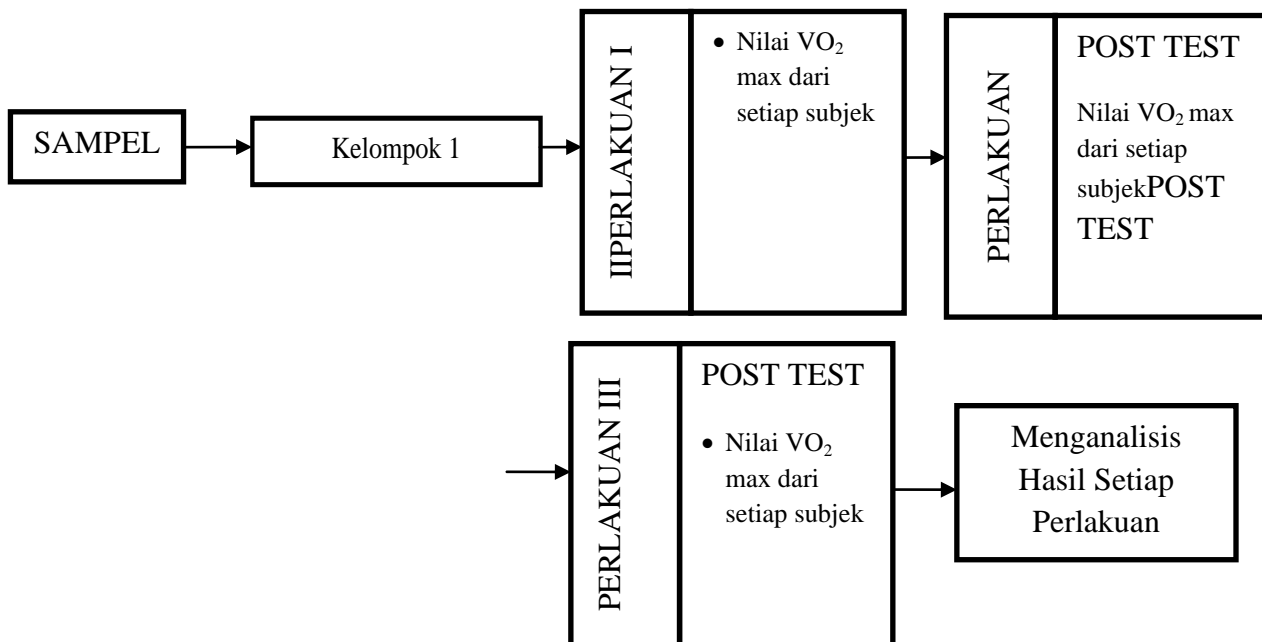 SAMPEL
Kelompok 1
IIPERLAKUAN I
• Nilai VO₂
max dari
setiap subjek
PERLAKUAN
POST TEST
Nilai VO₂ max
dari setiap
subjekPOST
TEST
PERLAKUAN III
POST TEST
• Nilai VO₂
max dari
setiap subjek
Menganalisis
Hasil Setiap
Perlakuan